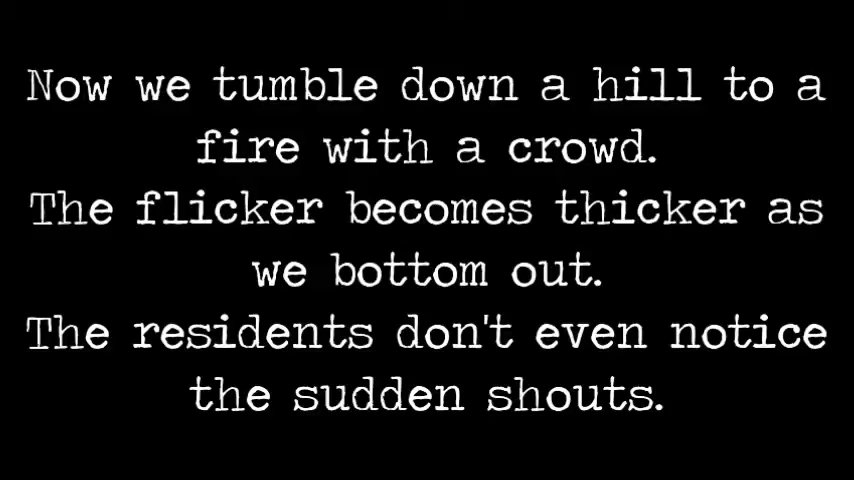 Now we tumble down a hill to a
fire with a crowd.
The flicker becomes thicker as
we bottom out.
The residents don't even notice
the sudden shouts.